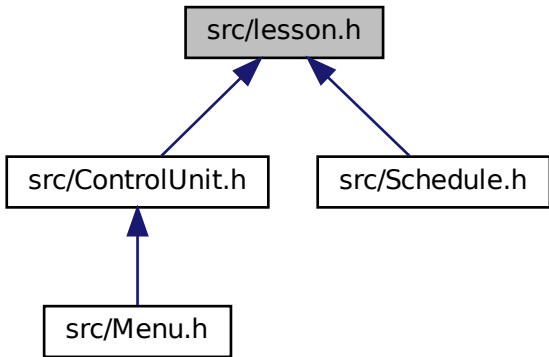 src/lesson.h
src/ControlUnit.h
src/Schedule.h
src/Menu.h